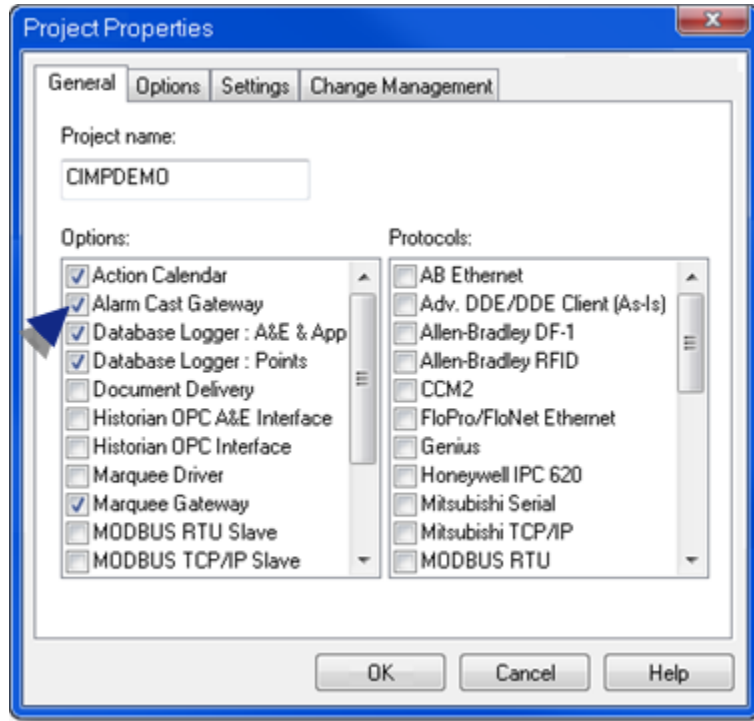 Project Properties
General Options Settings Change Management
Project name:
CIMPDEMO
Options:
Action Calendar
Alarm Cast Gateway
Database Logger : A&E & App
Database Logger : Points
Document Delivery
Historian OPC A&E Interface
Historian OPC Interface
Marquee Driver
Marquee Gateway
MODBUS RTU Slave
MODBUS TCP/IP Slave
Protocols:
AB Ethernet
Adv. DDE/DDE Client (As-Is)
Allen-Bradley DF-1
Allen-Bradley RFID
CCM2
FloPro/FloNet Ethernet
Genius
Honeywell IPC 620
Mitsubishi Serial
Mitsubishi TCP/IP
MODBUS RTU
OK Cancel Help